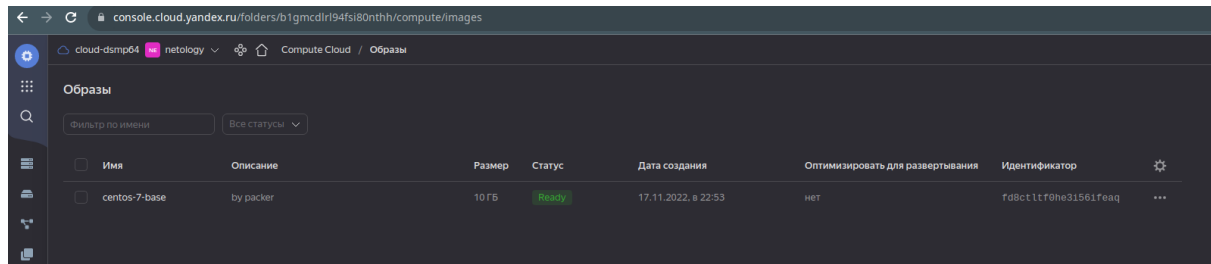 console.cloud.yandex.ru/folders/b1gmcdlrl94fsi80nthh/compute/images
cloud-dsmp64 NE netology Compute Cloud / Образы
Образы
Фильтр по имени Все статусы
Имя Описание Размер Статус Дата создания Оптимизировать для развертывания Идентификатор
centos-7-base by packer 10 ГБ Ready 17.11.2022, в 22:53 нет fd8ctltf0he3i56ifeaq